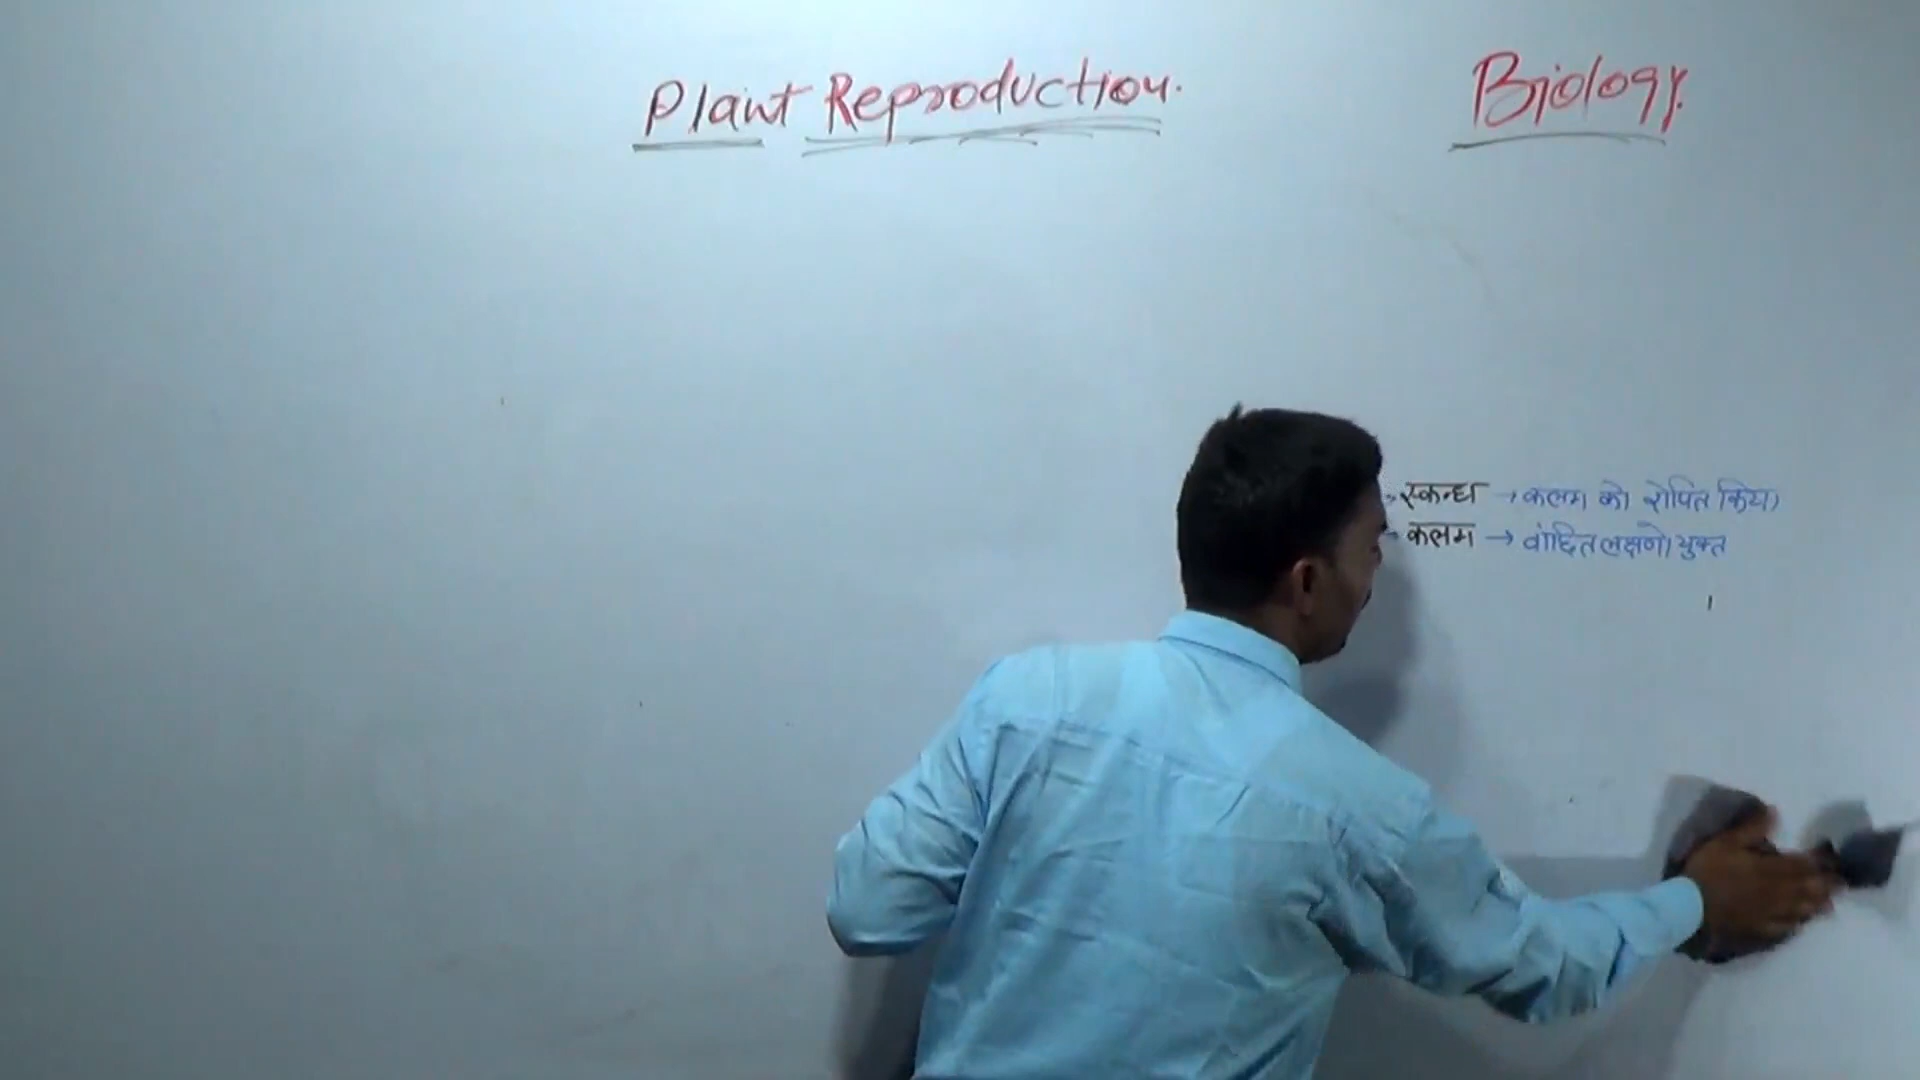 Plant Reproduction.
Biology.
स्कन्ध → कलम को रोपित किया
कलम → वांछित लक्षणो युक्त